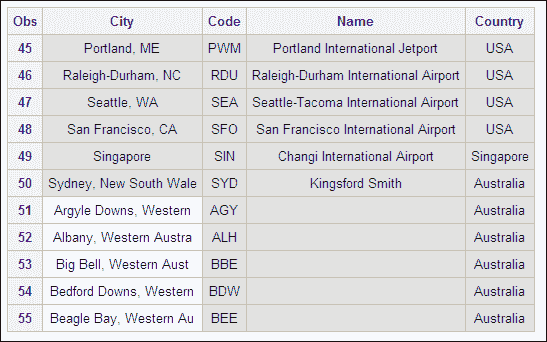 Obs City Code Name Country
45 Portland, ME PWM Portland International Jetport USA
46 Raleigh-Durham, NC RDU Raleigh-Durham International Airport USA
47 Seattle, WA SEA Seattle-Tacoma International Airport USA
48 San Francisco, CA SFO San Francisco International Airport USA
49 Singapore SIN Changi International Airport Singapore
50 Sydney, New South Wale SYD Kingsford Smith Australia
51 Argyle Downs, Western AGY Australia
52 Albany, Western Austra ALH Australia
53 Big Bell, Western Aust BBE Australia
54 Bedford Downs, Western BDW Australia
55 Beagle Bay, Western Au BEE Australia